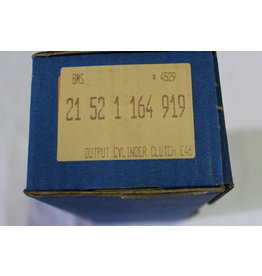 BMS # 4529
21 52 1 164 919
OUTPUT CYLINDER CLUTCH E46